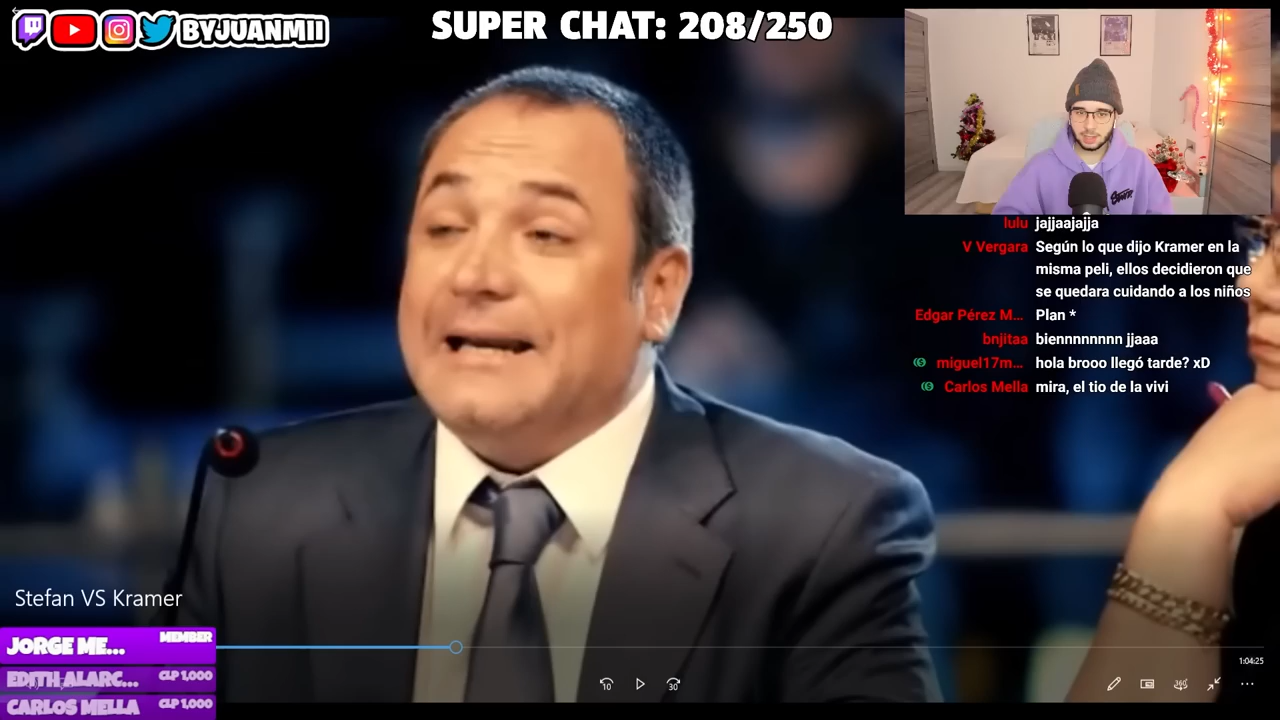 BYJUANMII
SUPER CHAT: 208/250
lulu jajjaajajja
V Vergara Según lo que dijo Kramer en la
misma peli, ellos decidieron que
se quedara cuidando a los niños
Edgar Pérez M... Plan *
bnjitaa biennnnnnnn jjaaa
miguel17m... hola brooo llegó tarde? xD
Carlos Mella mira, el tio de la vivi
Stefan VS Kramer
JORGE ME... MEMBER
EDITH ALARC... CLP 1,000
CARLOS MELLA CLP 1,000
1:04:25
10
30
360